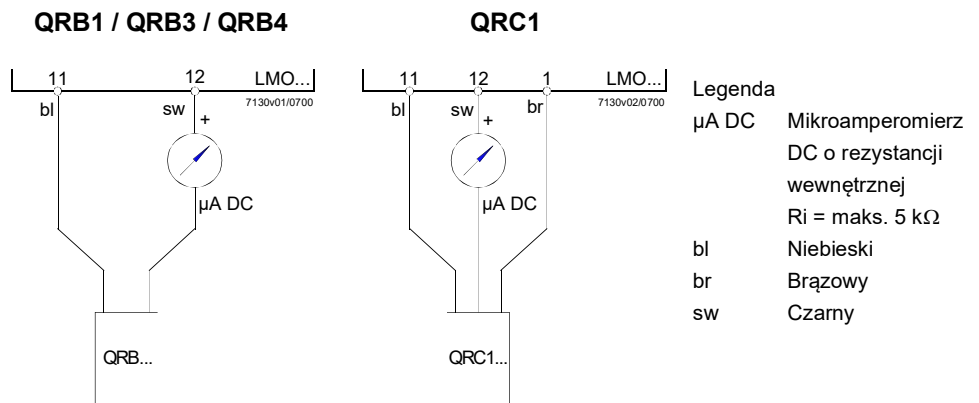 QRB1 / QRB3 / QRB4
11 12 LMO...
7130v01/0700
bl sw
+
µA DC
QRB...
QRC1
11 12 1 LMO...
7130v02/0700
bl sw br
+
µA DC
QRC1...
Legenda
µA DC Mikroamperomierz
DC o rezystancji
wewnętrznej
Ri = maks. 5 kΩ
bl Niebieski
br Brązowy
sw Czarny